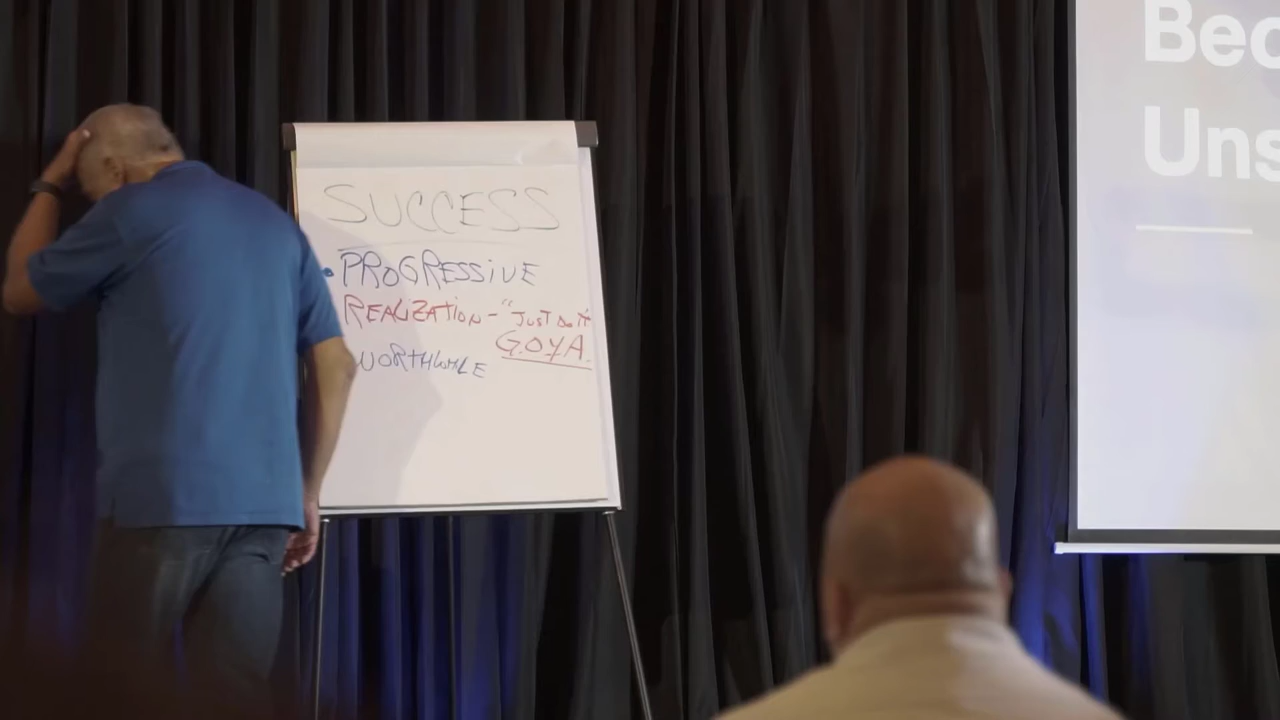 SUCCESS
• PROGRESSIVE
REALIZATION - "JUST DO IT"
G.O.Y.A.
WORTHWHILE
Bec
Uns